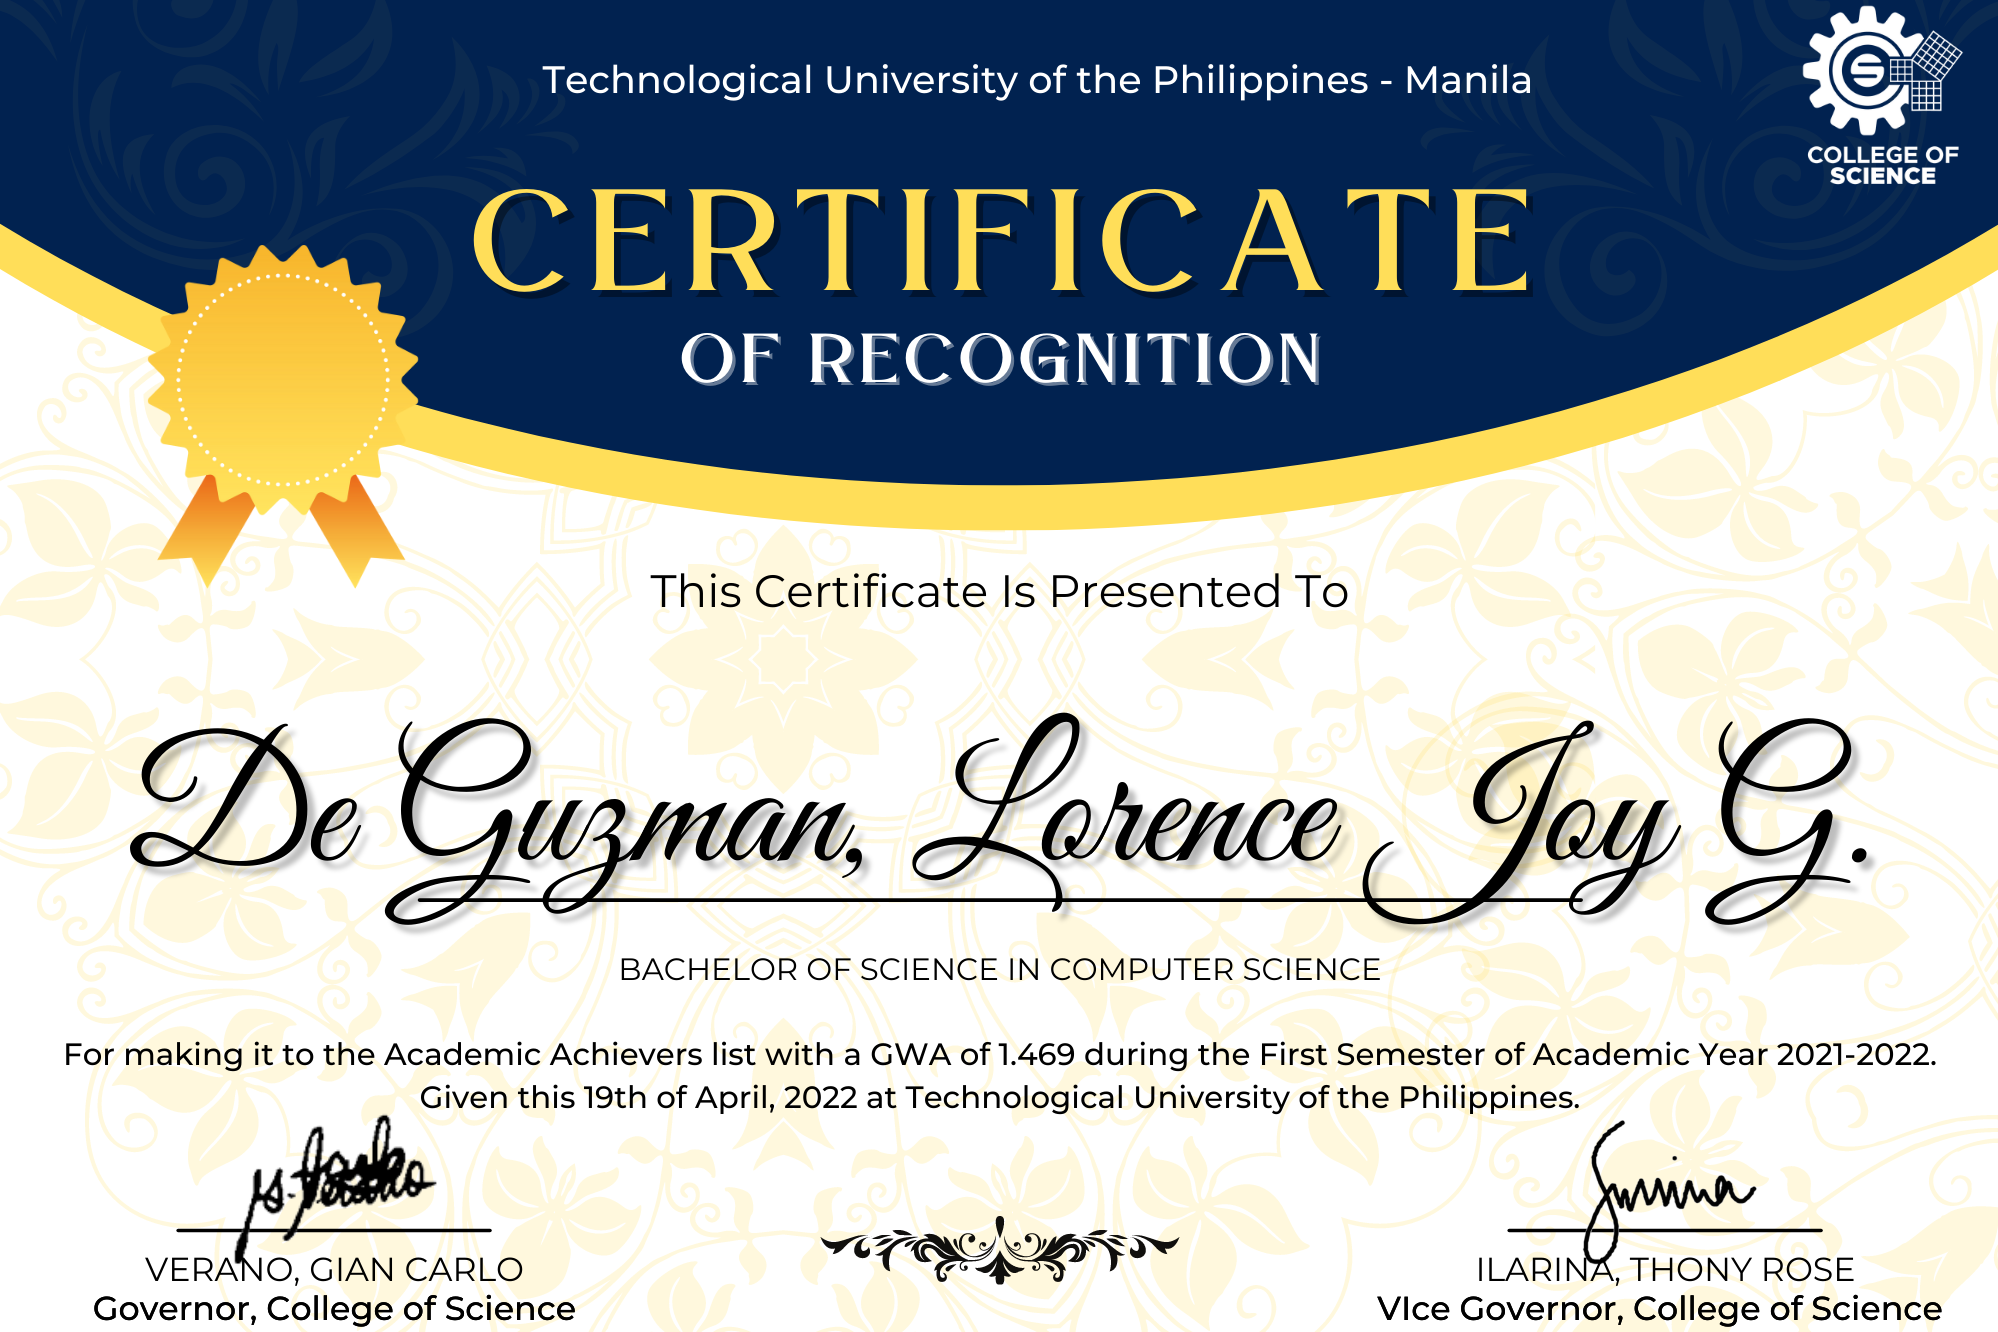 Technological University of the Philippines - Manila
COLLEGE OF
SCIENCE
CERTIFICATE
OF RECOGNITION
This Certificate Is Presented To
De Guzman, Lorence Joy G.
BACHELOR OF SCIENCE IN COMPUTER SCIENCE
For making it to the Academic Achievers list with a GWA of 1.469 during the First Semester of Academic Year 2021-2022.
Given this 19th of April, 2022 at Technological University of the Philippines.
VERANO, GIAN CARLO
Governor, College of Science
ILARINA, THONY ROSE
VIce Governor, College of Science